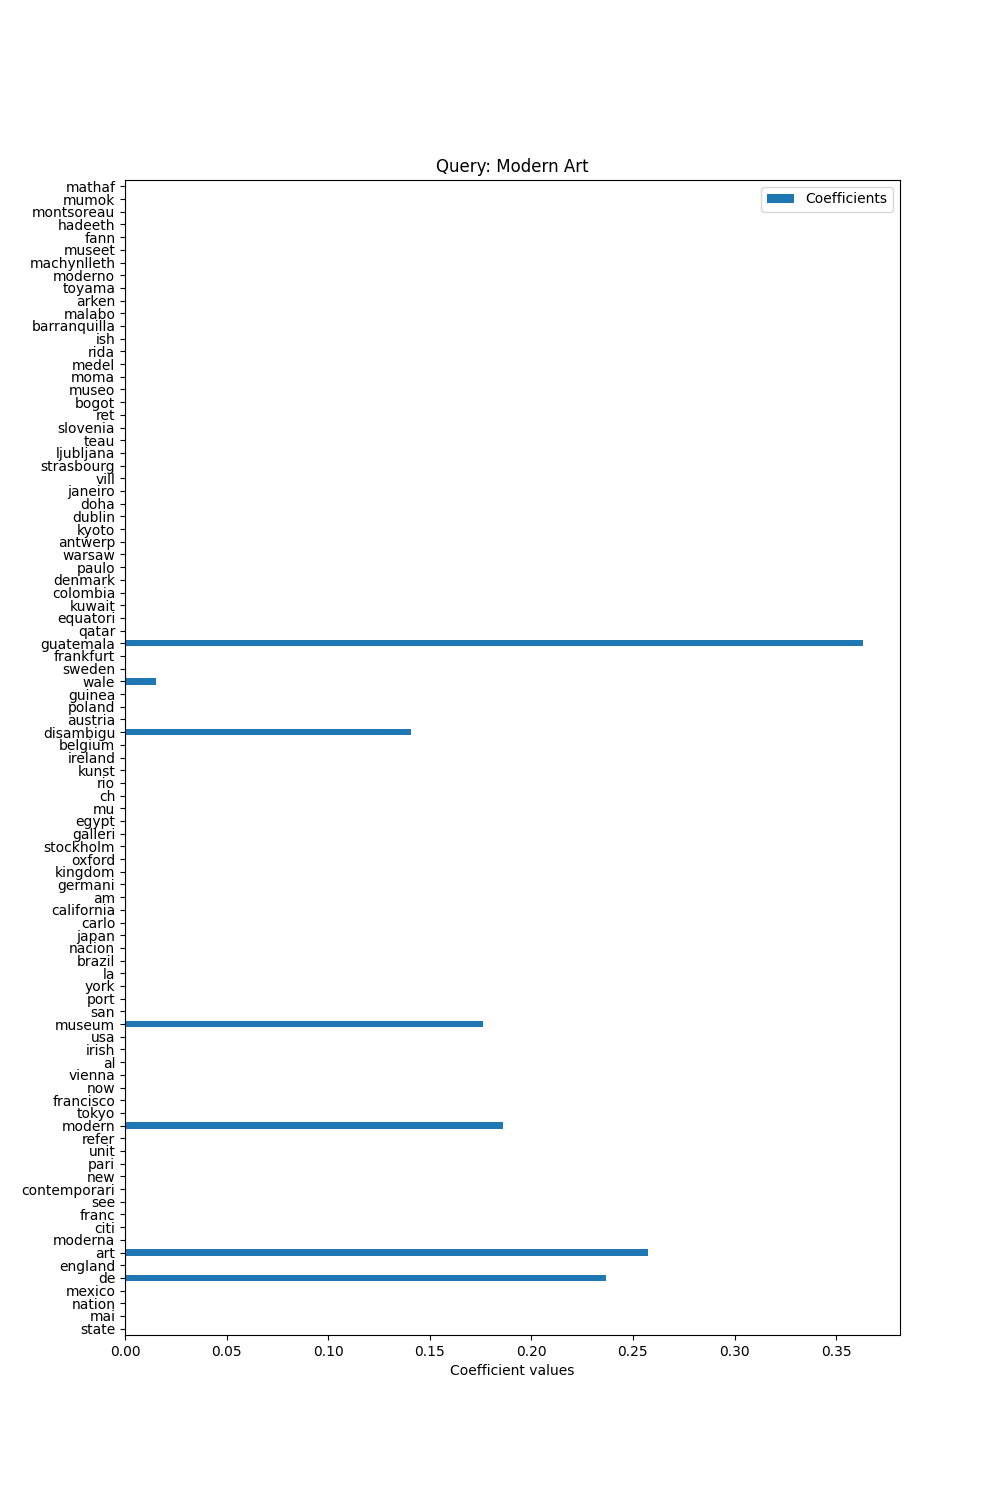 Query: Modern Art
Coefficients
mathaf
mumok
montsoreau
hadeeth
fann
museet
machynlleth
moderno
toyama
arken
malabo
barranquilla
ish
rida
medel
moma
museo
bogot
ret
slovenia
teau
ljubljana
strasbourg
vill
janeiro
doha
dublin
kyoto
antwerp
warsaw
paulo
denmark
colombia
kuwait
equatori
qatar
guatemala
frankfurt
sweden
wale
guinea
poland
austria
disambigu
belgium
ireland
kunst
rio
ch
mu
egypt
galleri
stockholm
oxford
kingdom
germani
am
california
carlo
japan
nacion
brazil
la
york
port
san
museum
usa
irish
al
vienna
now
francisco
tokyo
modern
refer
unit
pari
new
contemporari
see
franc
citi
moderna
art
england
de
mexico
nation
mai
state
0.00 0.05 0.10 0.15 0.20 0.25 0.30 0.35
Coefficient values